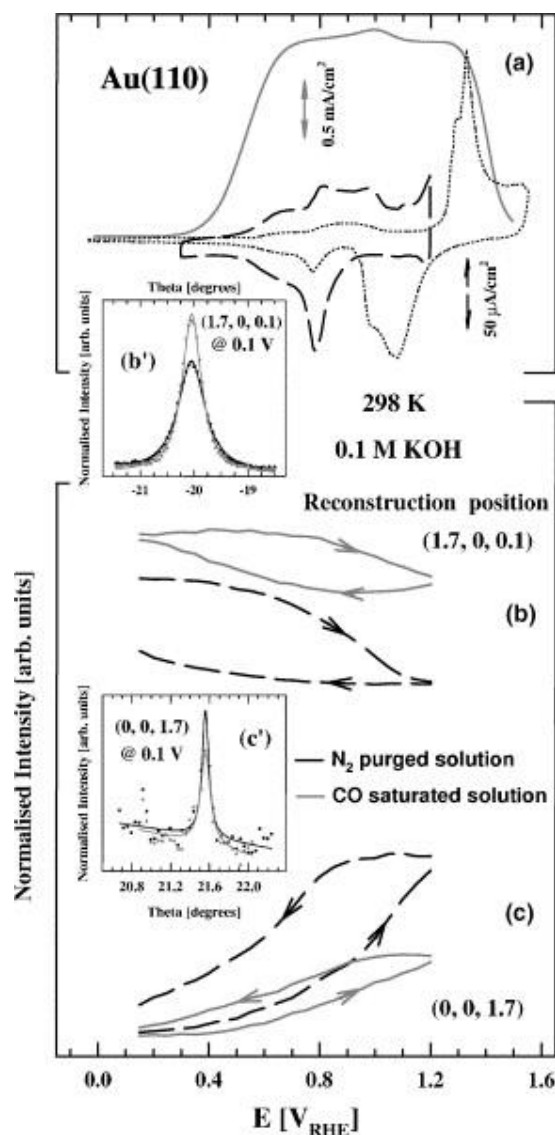 (a)
Au(110)
0.5 mA/cm²
50 μA/cm²
Theta [degrees]
Normalised Intensity [arb. units]
(1.7, 0, 0.1)
@ 0.1 V
(b')
-21 -20 -19
298 K
0.1 M KOH
Reconstruction position
(1.7, 0, 0.1)
(b)
Normalised Intensity [arb. units]
Normalised Intensity [arb. units]
(0, 0, 1.7)
@ 0.1 V
(c')
20.8 21.2 21.6 22.0
Theta [degrees]
N₂ purged solution
CO saturated solution
(c)
(0, 0, 1.7)
0.0 0.4 0.8 1.2 1.6
E [V_RHE]